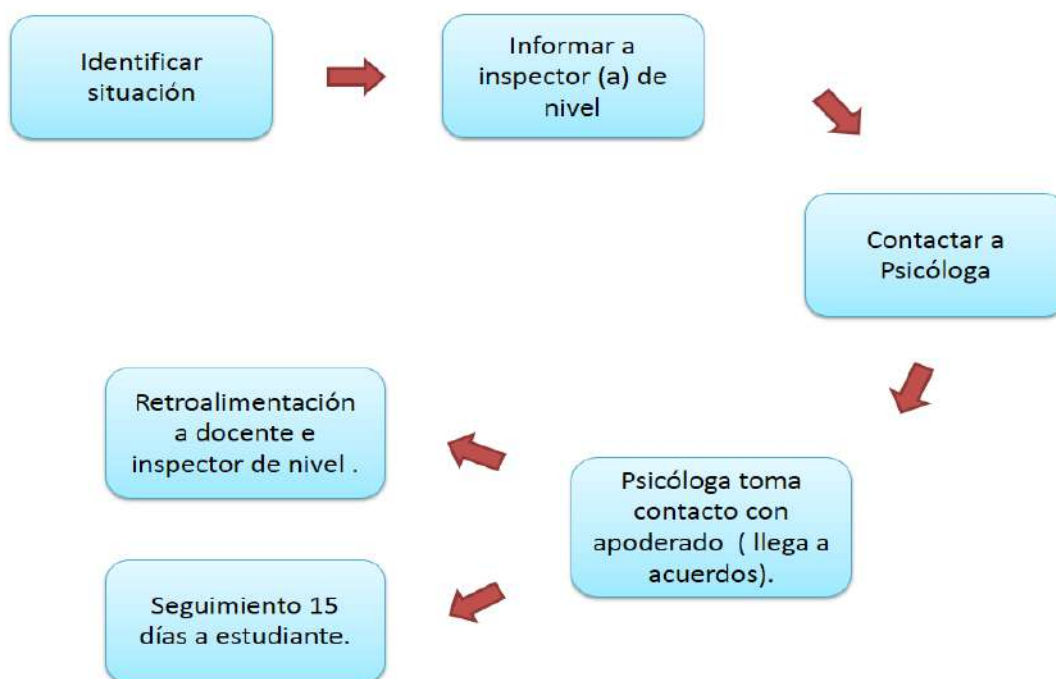 Identificar
situación
Informar a
inspector (a) de
nivel
Contactar a
Psicóloga
Psicóloga toma
contacto con
apoderado ( llega a
acuerdos).
Retroalimentación
a docente e
inspector de nivel .
Seguimiento 15
días a estudiante.